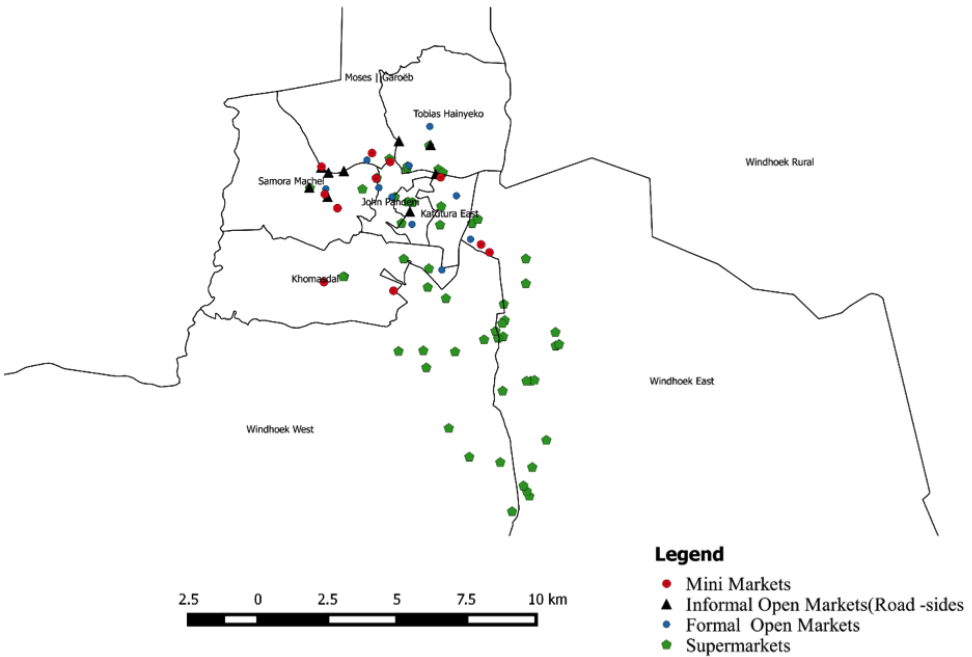 Moses | Garoëb
Tobias Hainyeko
Windhoek Rural
Samora Machel
John Pandeni
Katutura East
Khomasdal
Windhoek East
Windhoek West
Legend
Mini Markets
Informal Open Markets(Road -sides
Formal Open Markets
Supermarkets
2.5 0 2.5 5 7.5 10 km